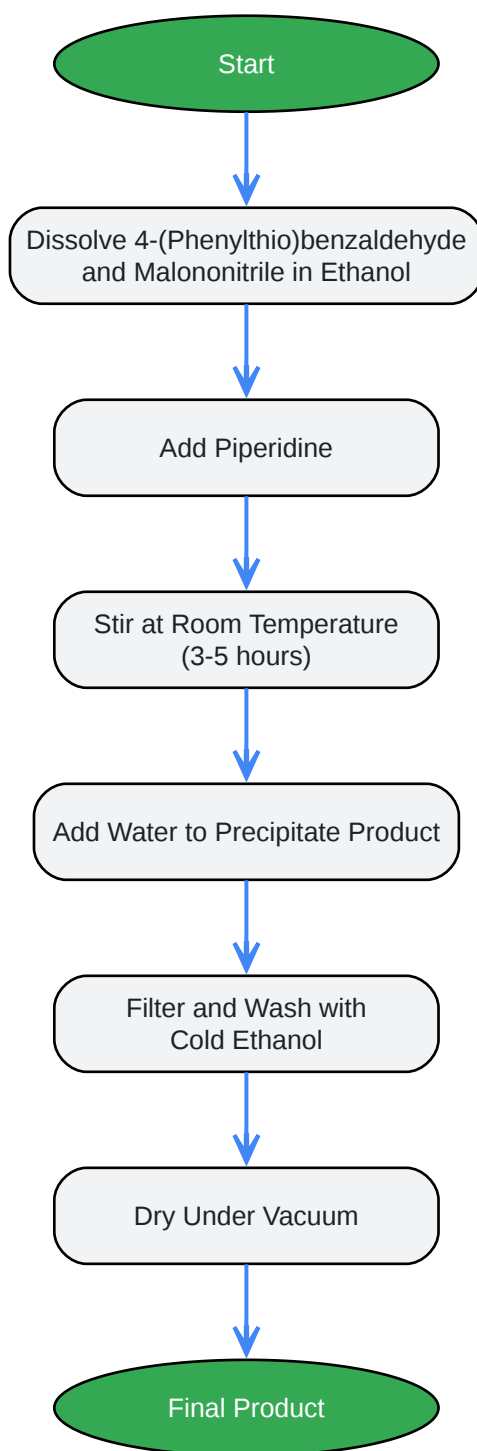 Start
Dissolve 4-(Phenylthio)benzaldehyde
and Malononitrile in Ethanol
Add Piperidine
Stir at Room Temperature
(3-5 hours)
Add Water to Precipitate Product
Filter and Wash with
Cold Ethanol
Dry Under Vacuum
Final Product